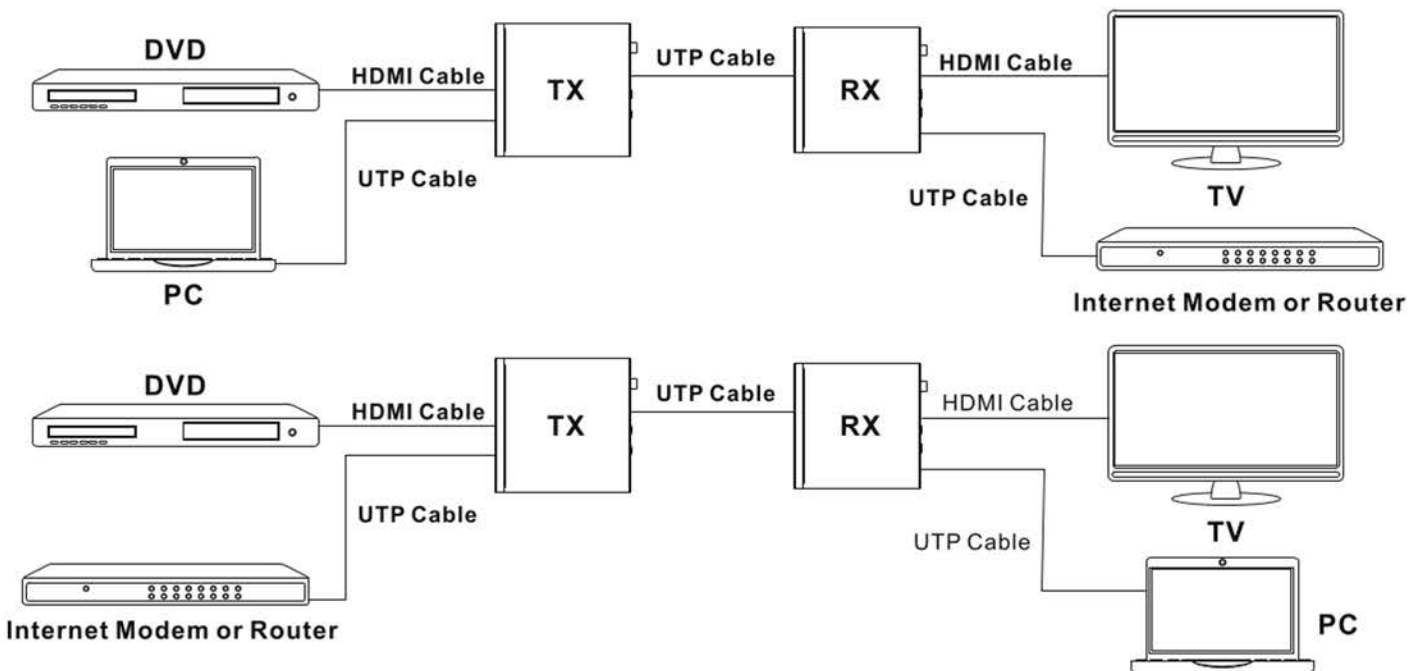 DVD
HDMI Cable
TX
UTP Cable
RX
HDMI Cable
UTP Cable
UTP Cable
TV
PC
Internet Modem or Router
DVD
HDMI Cable
TX
UTP Cable
RX
HDMI Cable
UTP Cable
UTP Cable
TV
Internet Modem or Router
PC